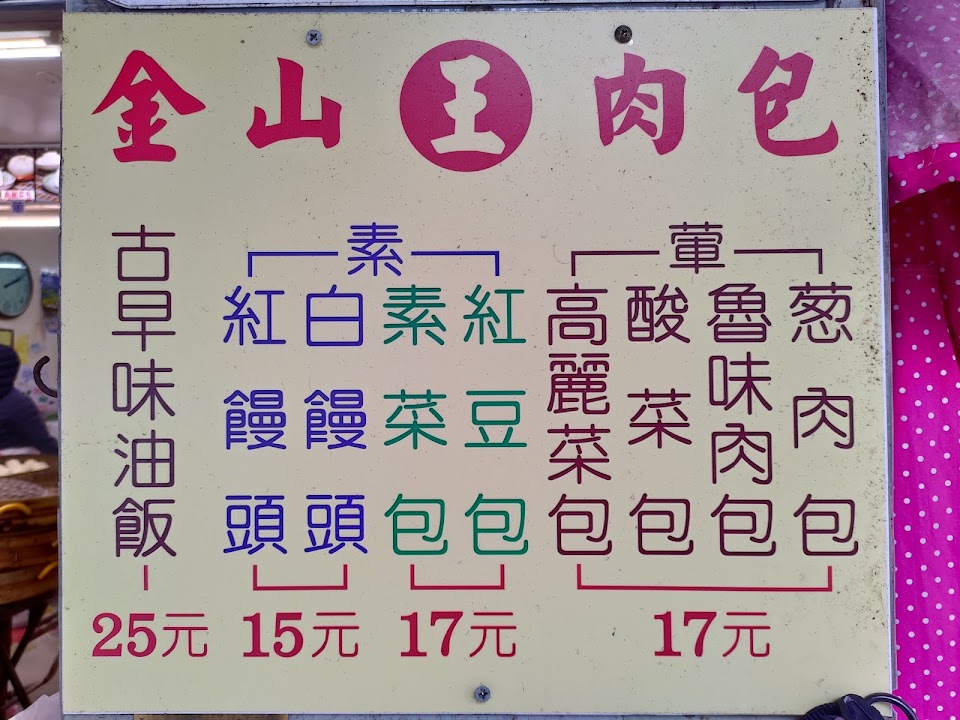 金山王肉包
葷
葱肉包
魯味肉包
酸菜包
高麗菜包
17元
素
紅豆包
素菜包
17元
白饅頭
紅饅頭
15元
古早味油飯
25元